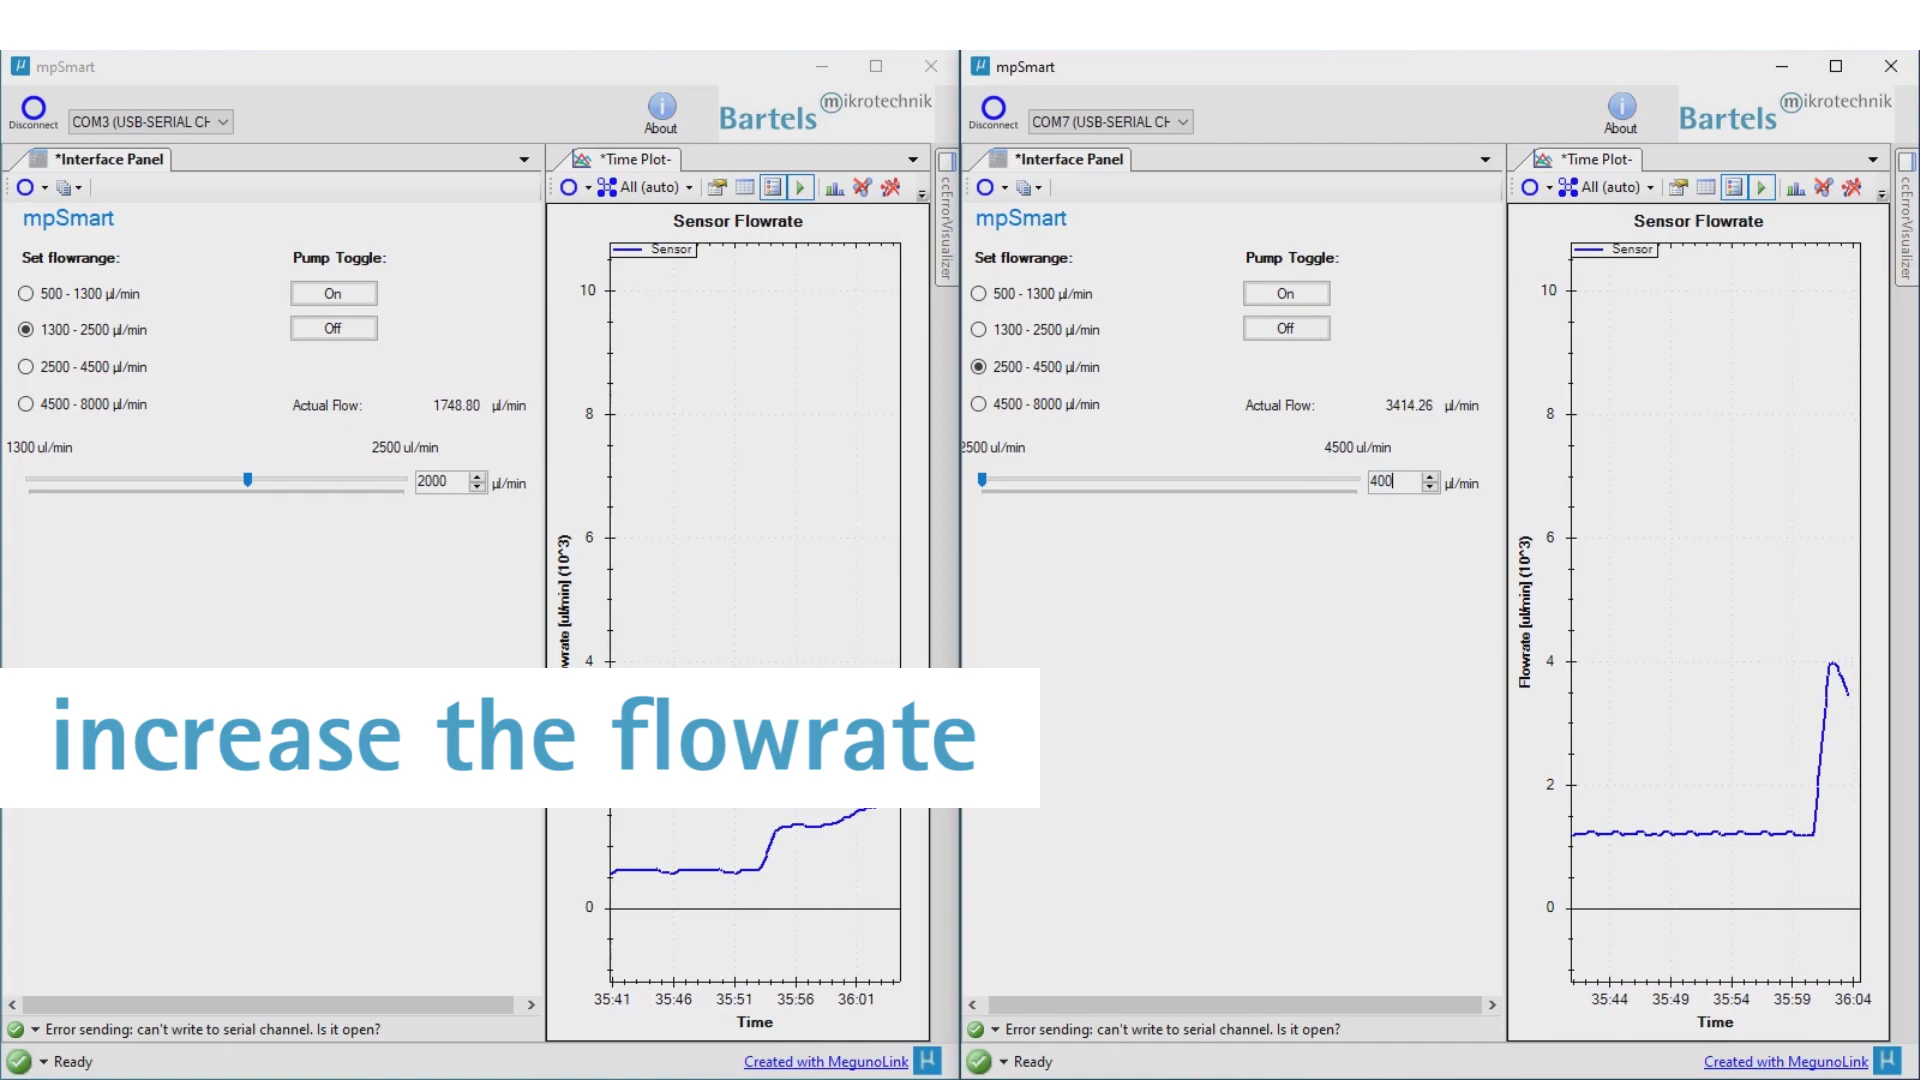 mpSmart
Disconnect
COM3 (USB-SERIAL CH
About
Bartels mikrotechnik
*Interface Panel
*Time Plot-
All (auto)
mpSmart
Set flowrange:
Pump Toggle:
500 - 1300 µl/min
On
1300 - 2500 µl/min
Off
2500 - 4500 µl/min
4500 - 8000 µl/min
Actual Flow: 1748.80 µl/min
1300 ul/min
2500 ul/min
2000 µl/min
Sensor Flowrate
Sensor
10
8
6
4
0
wrate [ul/min] (10^3)
35:41 35:46 35:51 35:56 36:01
Time
ccErrorVisualizer
Error sending: can't write to serial channel. Is it open?
Ready
Created with MegunoLink
mpSmart
Disconnect
COM7 (USB-SERIAL CH
About
Bartels mikrotechnik
*Interface Panel
*Time Plot-
All (auto)
mpSmart
Set flowrange:
Pump Toggle:
500 - 1300 µl/min
On
1300 - 2500 µl/min
Off
2500 - 4500 µl/min
4500 - 8000 µl/min
Actual Flow: 3414.26 µl/min
2500 ul/min
4500 ul/min
400 µl/min
Sensor Flowrate
Sensor
10
8
6
4
2
0
Flowrate [ul/min] (10^3)
35:44 35:49 35:54 35:59 36:04
Time
ccErrorVisualizer
Error sending: can't write to serial channel. Is it open?
Ready
Created with MegunoLink
increase the flowrate